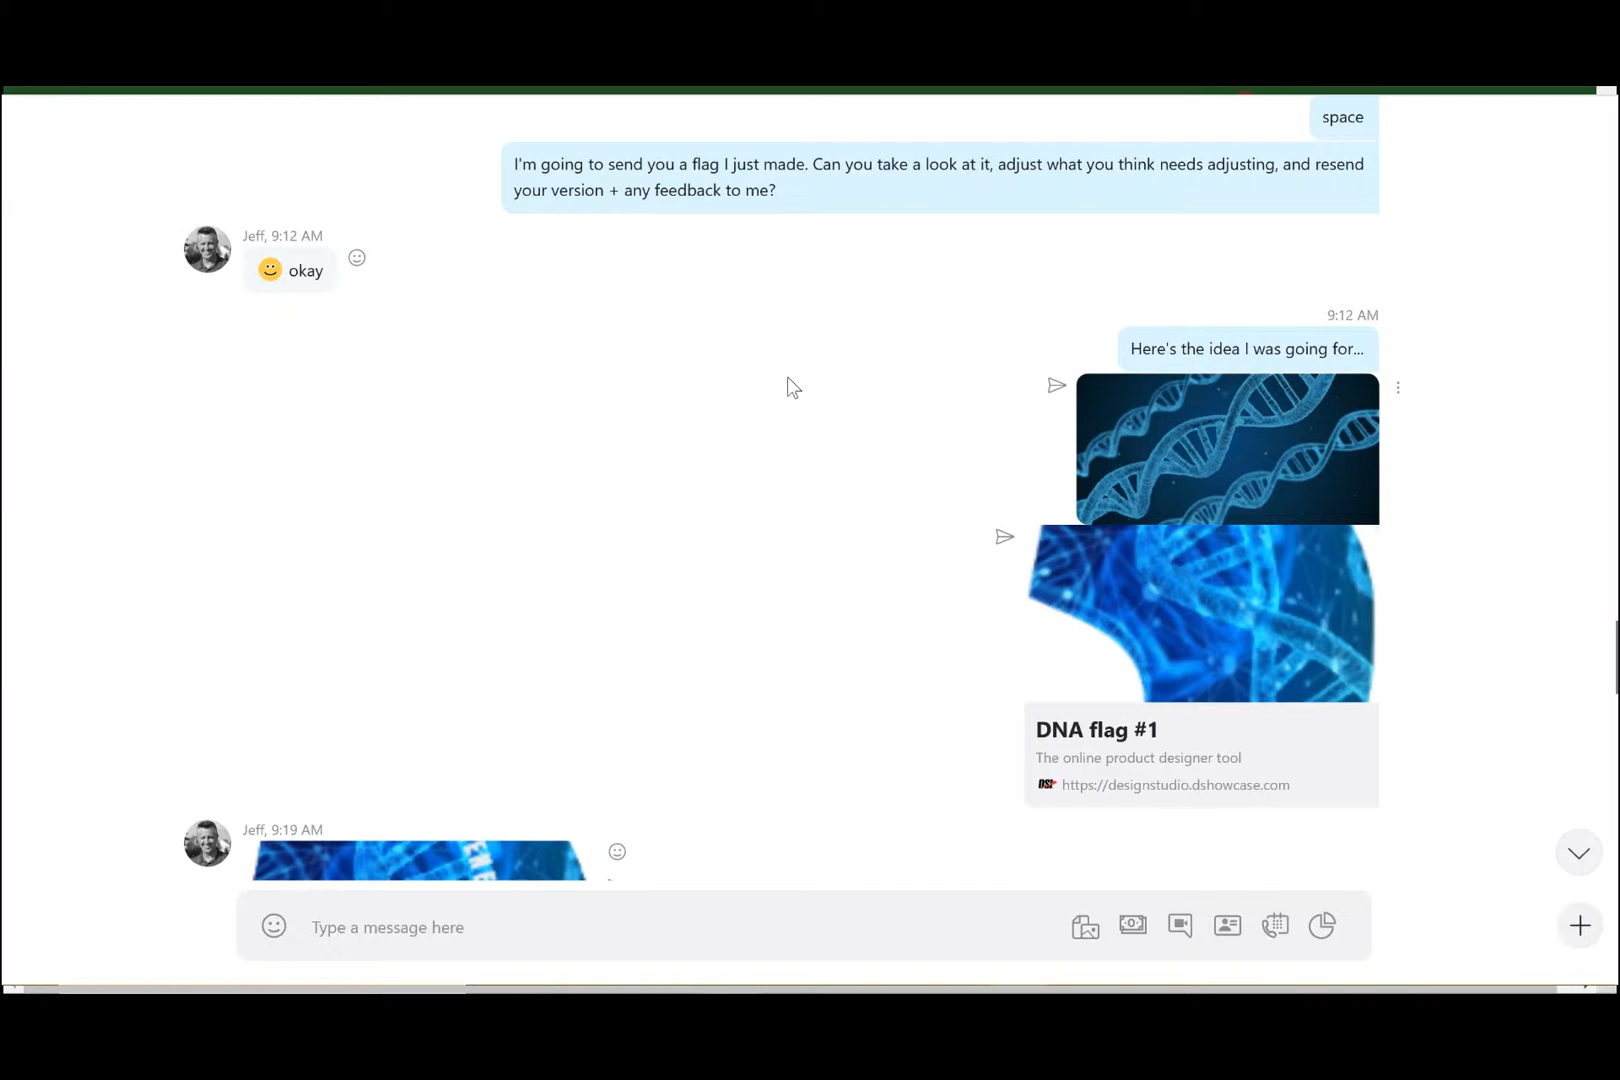 space
I'm going to send you a flag I just made. Can you take a look at it, adjust what you think needs adjusting, and resend
your version + any feedback to me?
Jeff, 9:12 AM
okay
9:12 AM
Here's the idea I was going for...
DNA flag #1
The online product designer tool
DSI https://designstudio.dshowcase.com
Jeff, 9:19 AM
ENE
Type a message here